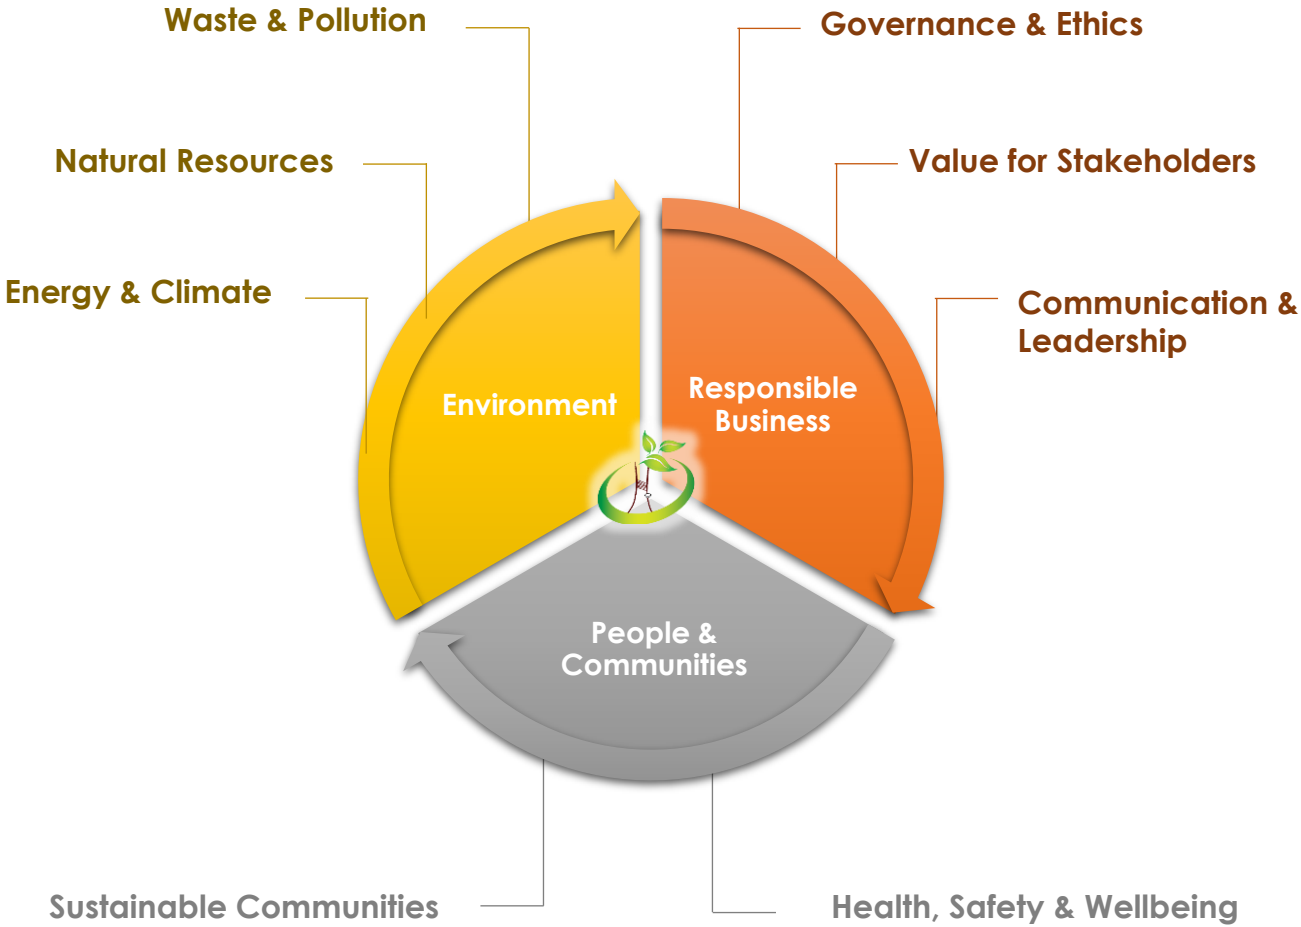 Waste & Pollution
Governance & Ethics
Natural Resources
Value for Stakeholders
Energy & Climate
Communication &
Leadership
Environment
Responsible
Business
People &
Communities
Sustainable Communities
Health, Safety & Wellbeing